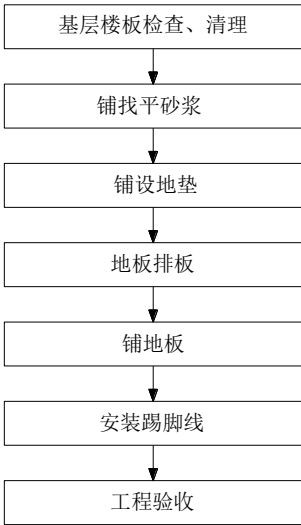 基层楼板检查、清理
铺找平砂浆
铺设地垫
地板排板
铺地板
安装踢脚线
工程验收